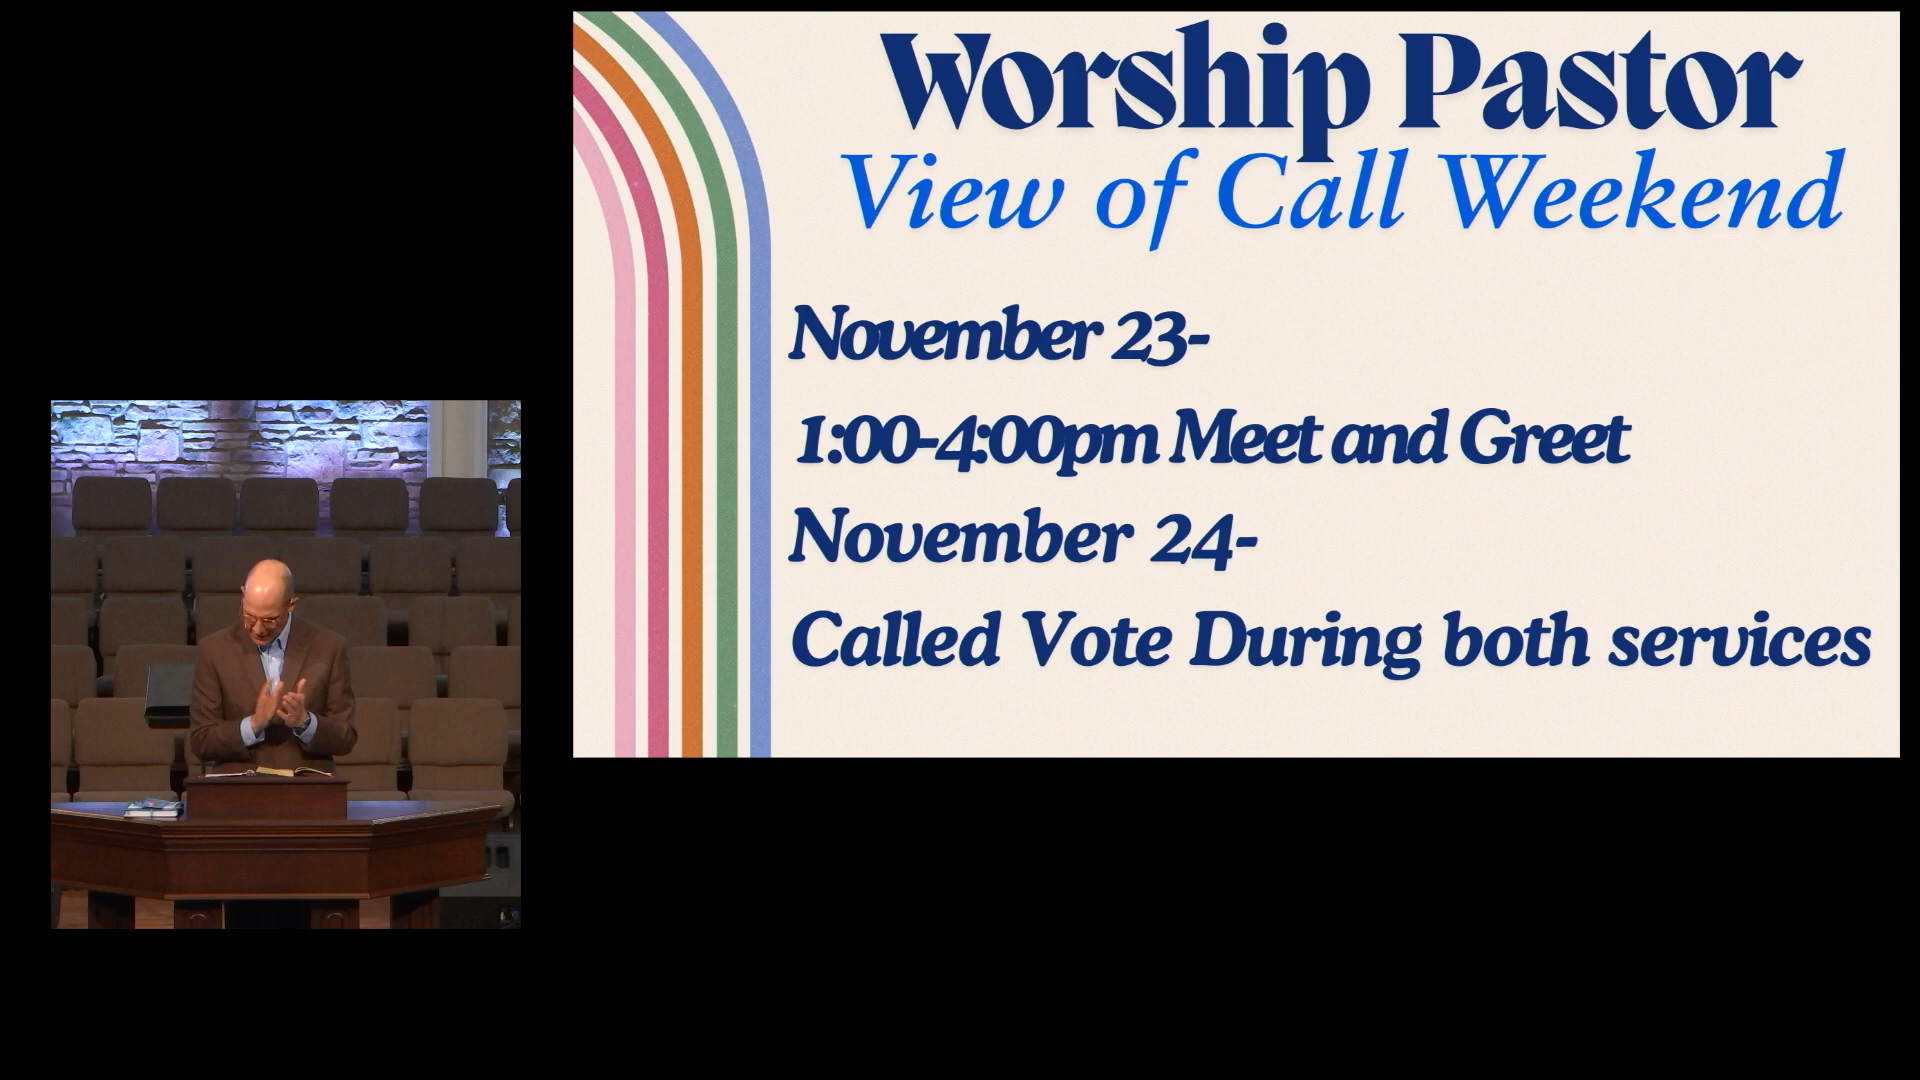 Worship Pastor
View of Call Weekend
November 23-
1:00-4:00pm Meet and Greet
November 24-
Called Vote During both services